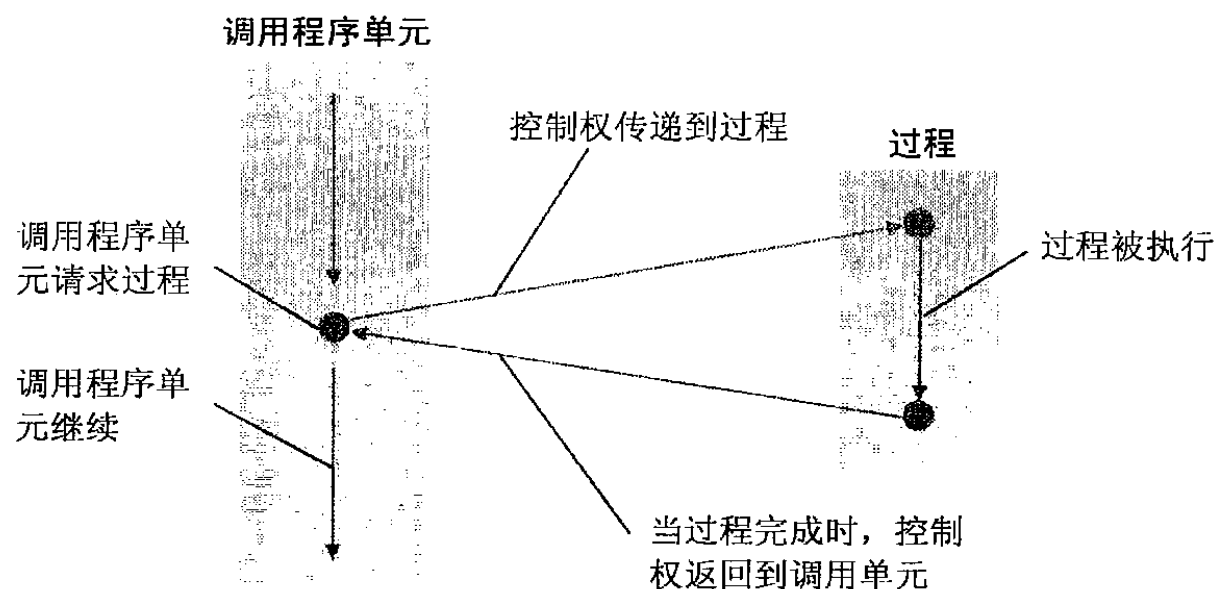 调用程序单元
控制权传递到过程
过程
调用程序单
元请求过程
过程被执行
调用程序单
元继续
当过程完成时，控制
权返回到调用单元